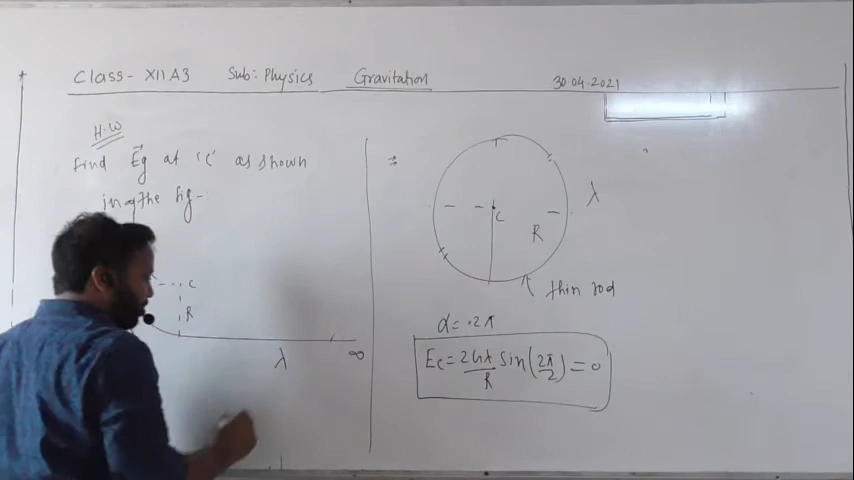 Class- XII A3 Sub: Physics Gravitation 30.04.2021
H.W
Find E⃗g at 'C' as shown
in the fig-
C
R
λ
∞
⇒
λ
C
R
thin rod
α = 2π
Ec = 2Gλ/R Sin(2π/2) = 0